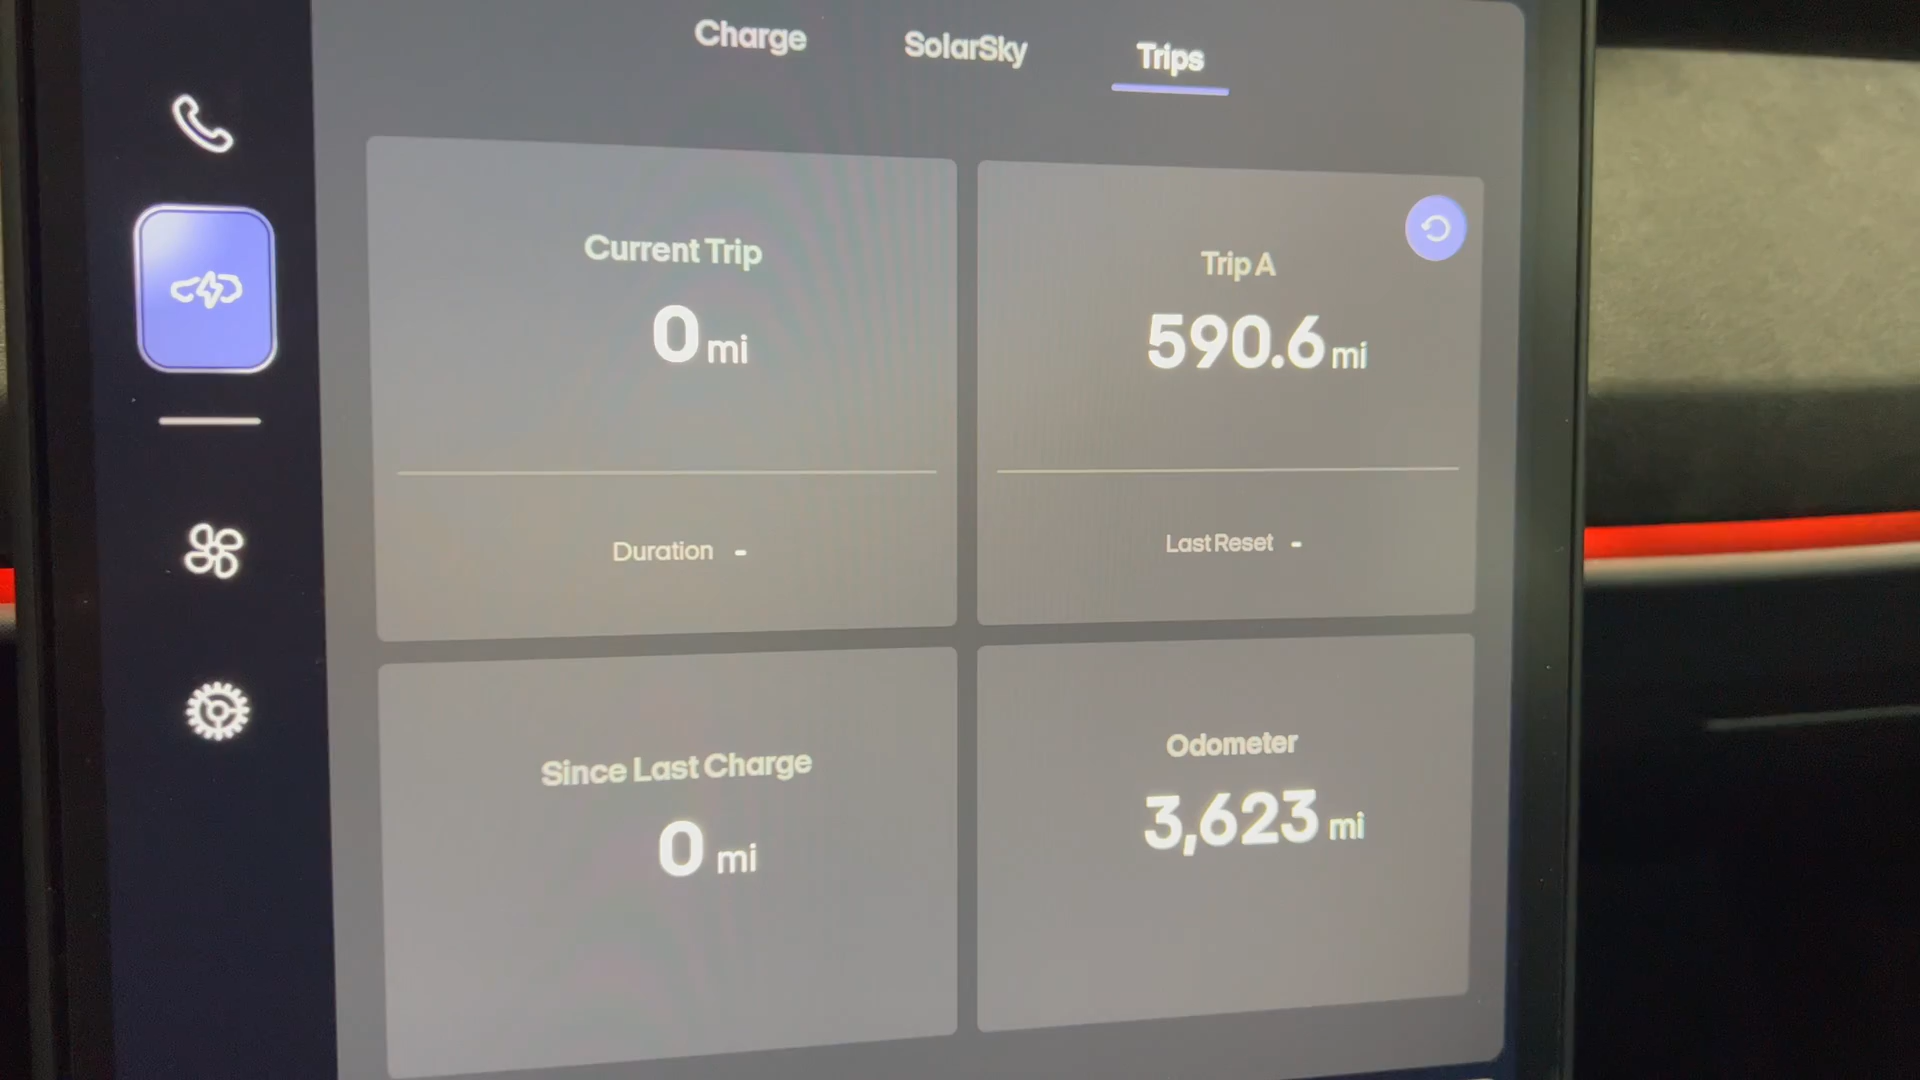 Charge SolarSky Trips
Current Trip
0 mi
Duration -
Trip A
590.6 mi
Last Reset -
Since Last Charge
0 mi
Odometer
3,623 mi